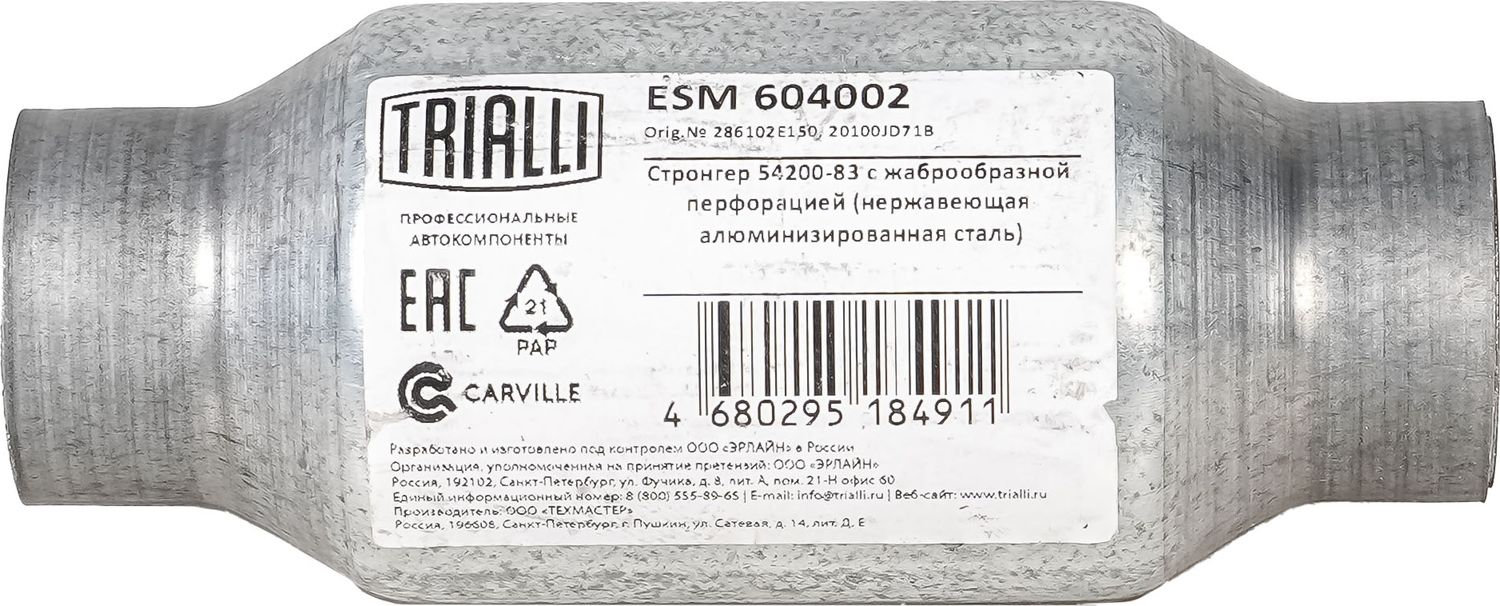 TRIALLI
ПРОФЕССИОНАЛЬНЫЕ
АВТОКОМПОНЕНТЫ
EAC
21
PAP
CARVILLE
ESM 604002
Orig.№ 286102E150, 20100JD71B
Стронгер 54200-83 с жаброобразной
перфорацией (нержавеющая
алюминизированная сталь)
4 680295 184911
Разработано и изготовлено под контролем ООО «ЭРЛАЙН» в России
Организация, уполномоченная на принятие претензий: ООО «ЭРЛАЙН»
Россия, 192102, Санкт-Петербург, ул. Фучика, д. 8, лит. А, пом. 21-Н офис 60
Единый информационный номер: 8 (800) 555-89-65 | E-mail: info@trialli.ru | Веб-сайт: www.trialli.ru
Производитель: ООО «ТЕХМАСТЕР»
Россия, 196608, Санкт-Петербург, г. Пушкин, ул. Сетевая, д. 14, лит. Д, Е